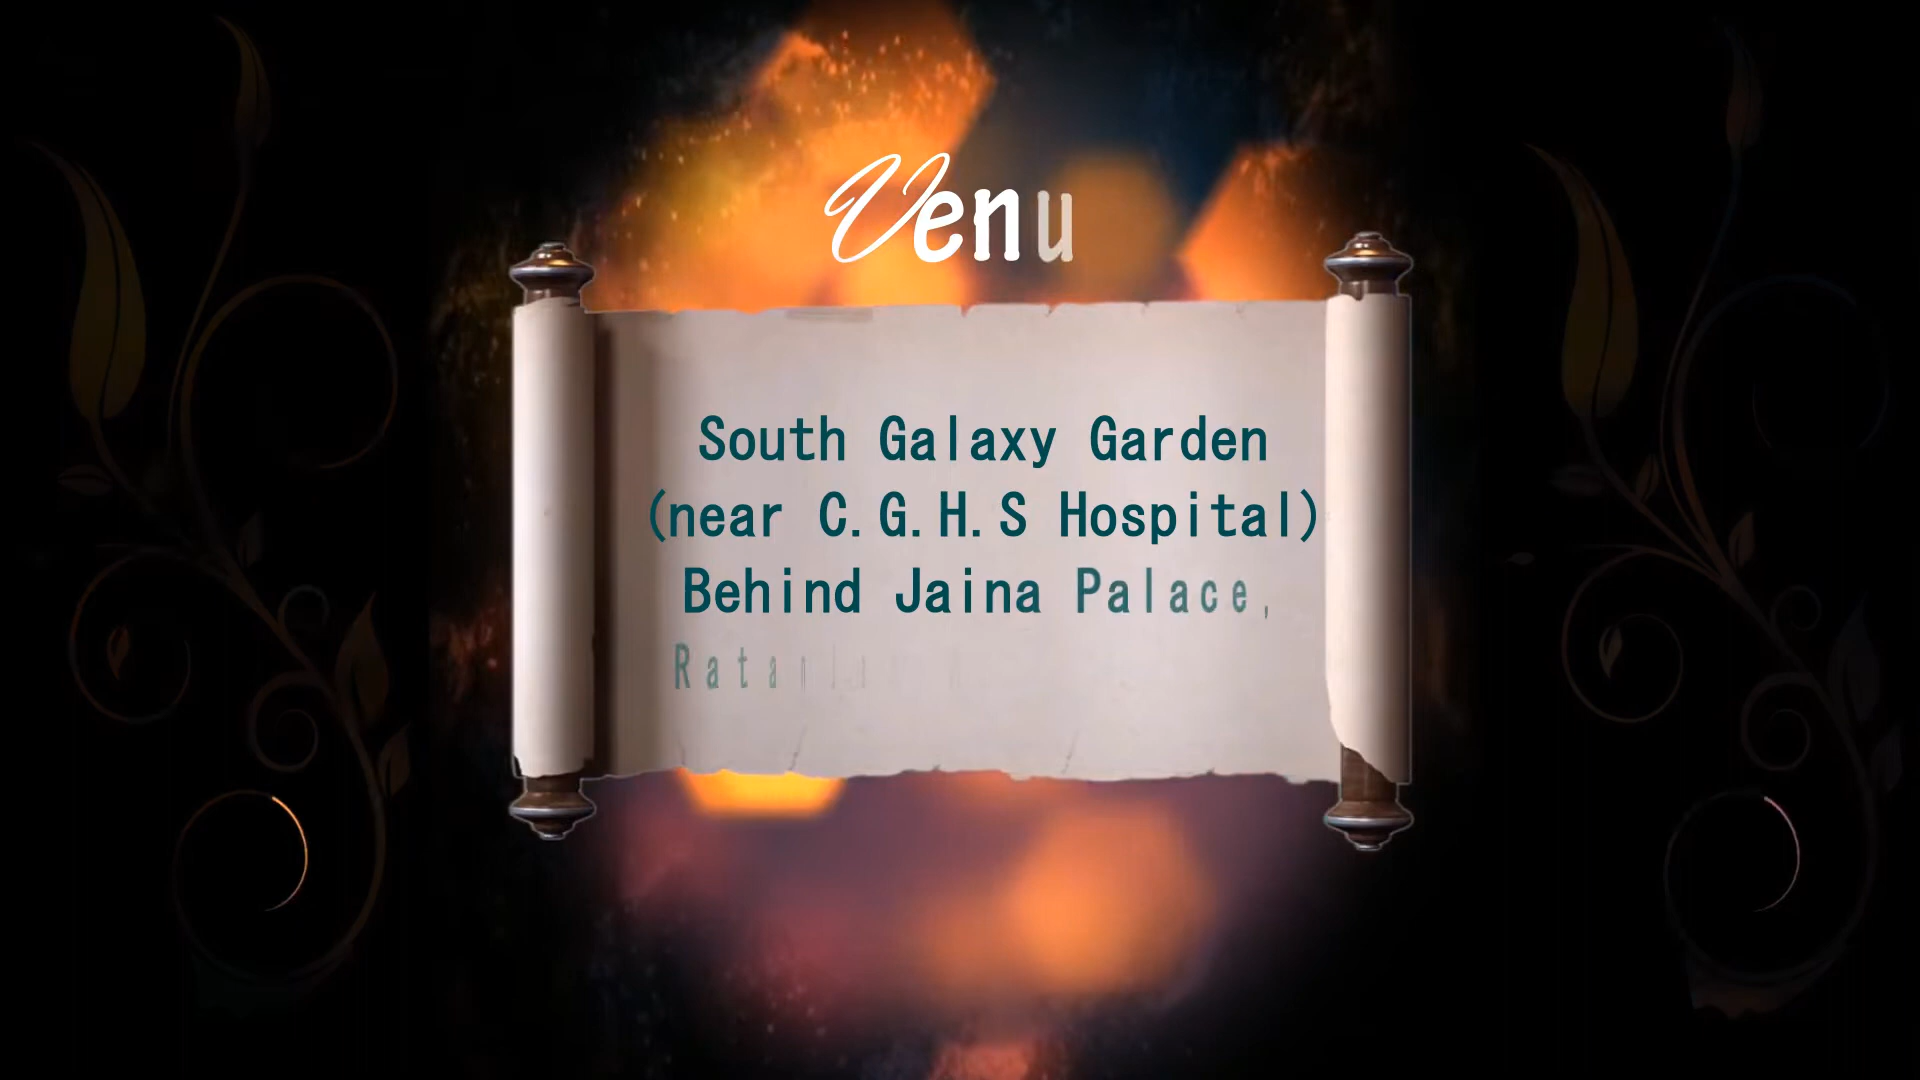 Venu
South Galaxy Garden
(near C.G.H.S Hospital)
Behind Jaina Palace,